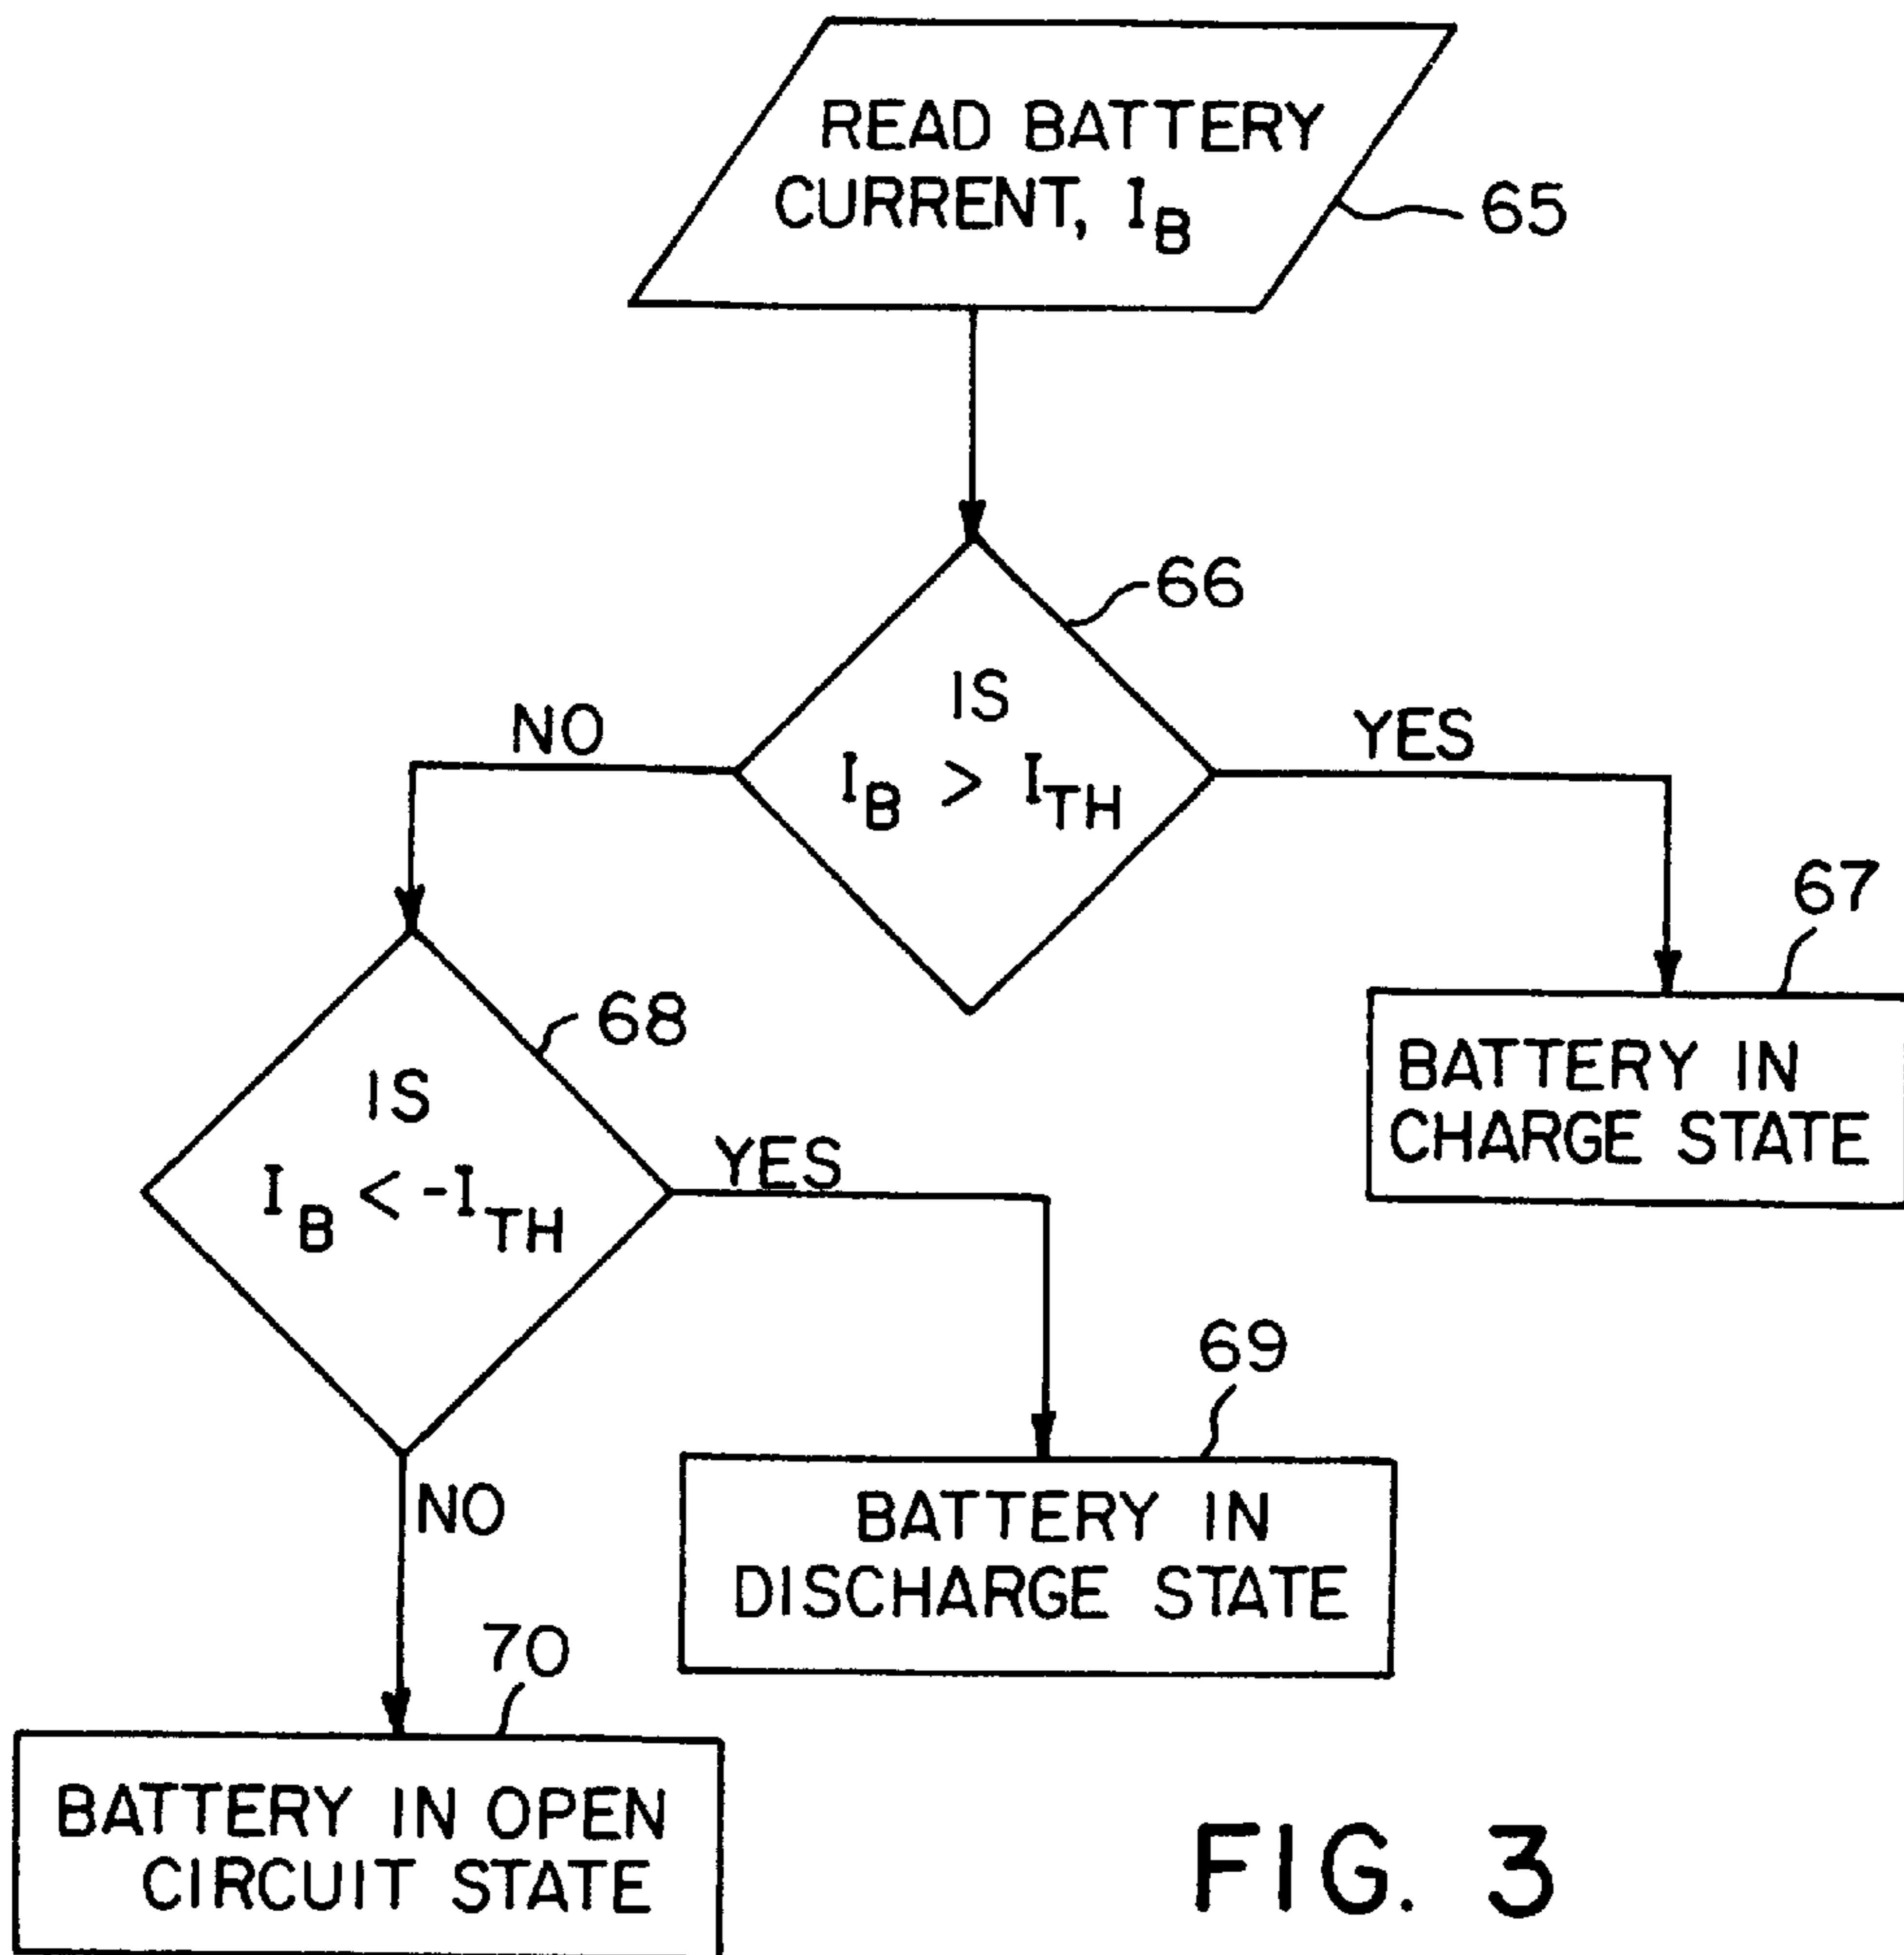 READ BATTERY
CURRENT, I_B
65
66
IS
I_B > I_TH
NO
YES
67
BATTERY IN
CHARGE STATE
68
IS
I_B < -I_TH
YES
69
BATTERY IN
DISCHARGE STATE
NO
70
BATTERY IN OPEN
CIRCUIT STATE
FIG. 3